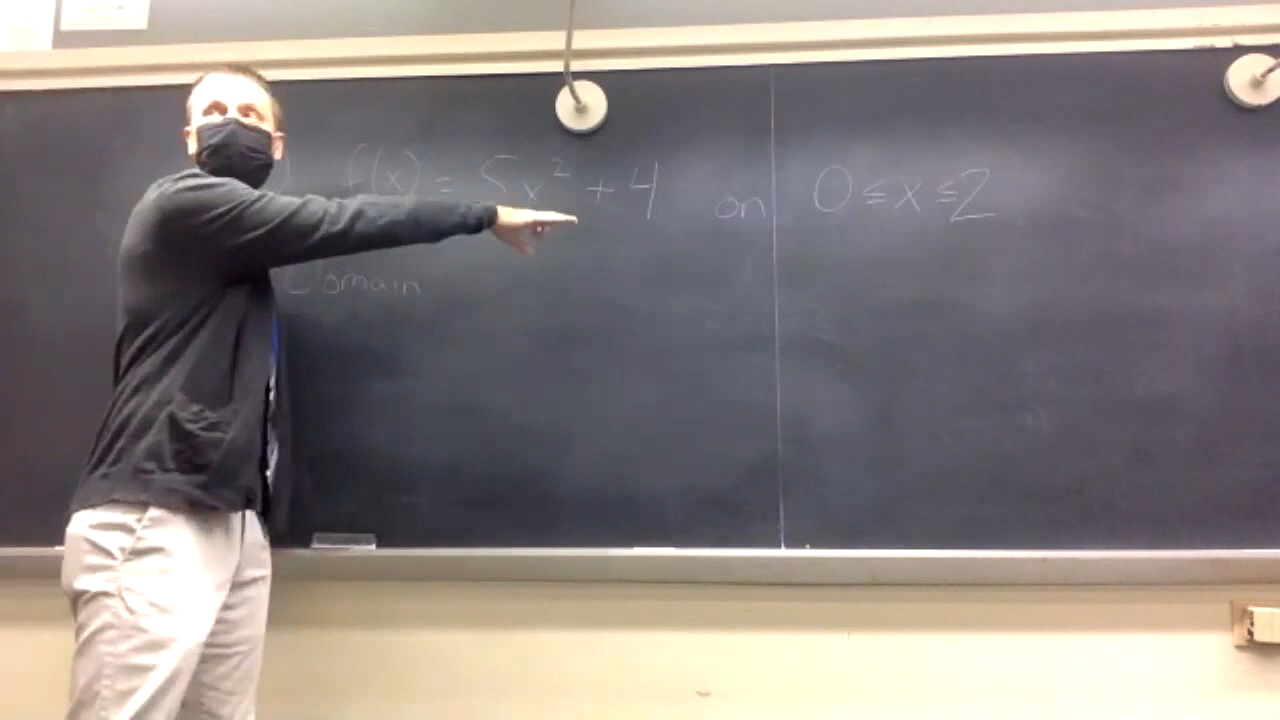 ) f(x) = 5x² + 4 on 0 ≤ x ≤ 2
Domain